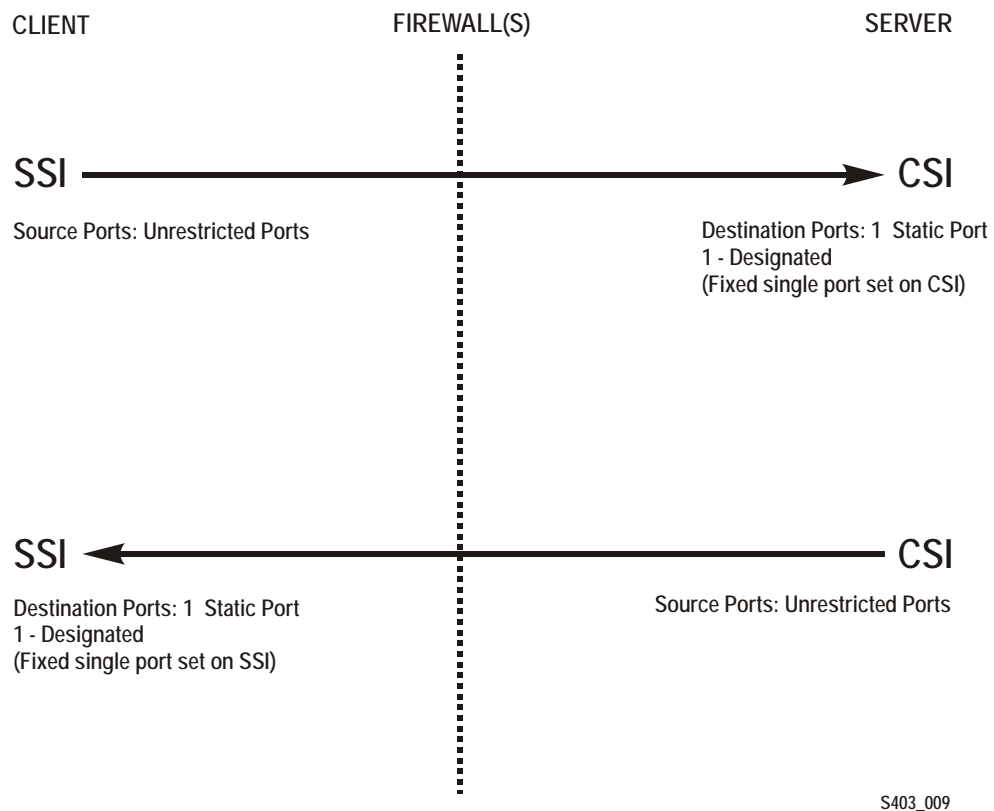 CLIENT
FIREWALL(S)
SERVER
SSI
CSI
Source Ports: Unrestricted Ports
Destination Ports: 1 Static Port
1 - Designated
(Fixed single port set on CSI)
SSI
CSI
Destination Ports: 1 Static Port
1 - Designated
(Fixed single port set on SSI)
Source Ports: Unrestricted Ports
S403_009